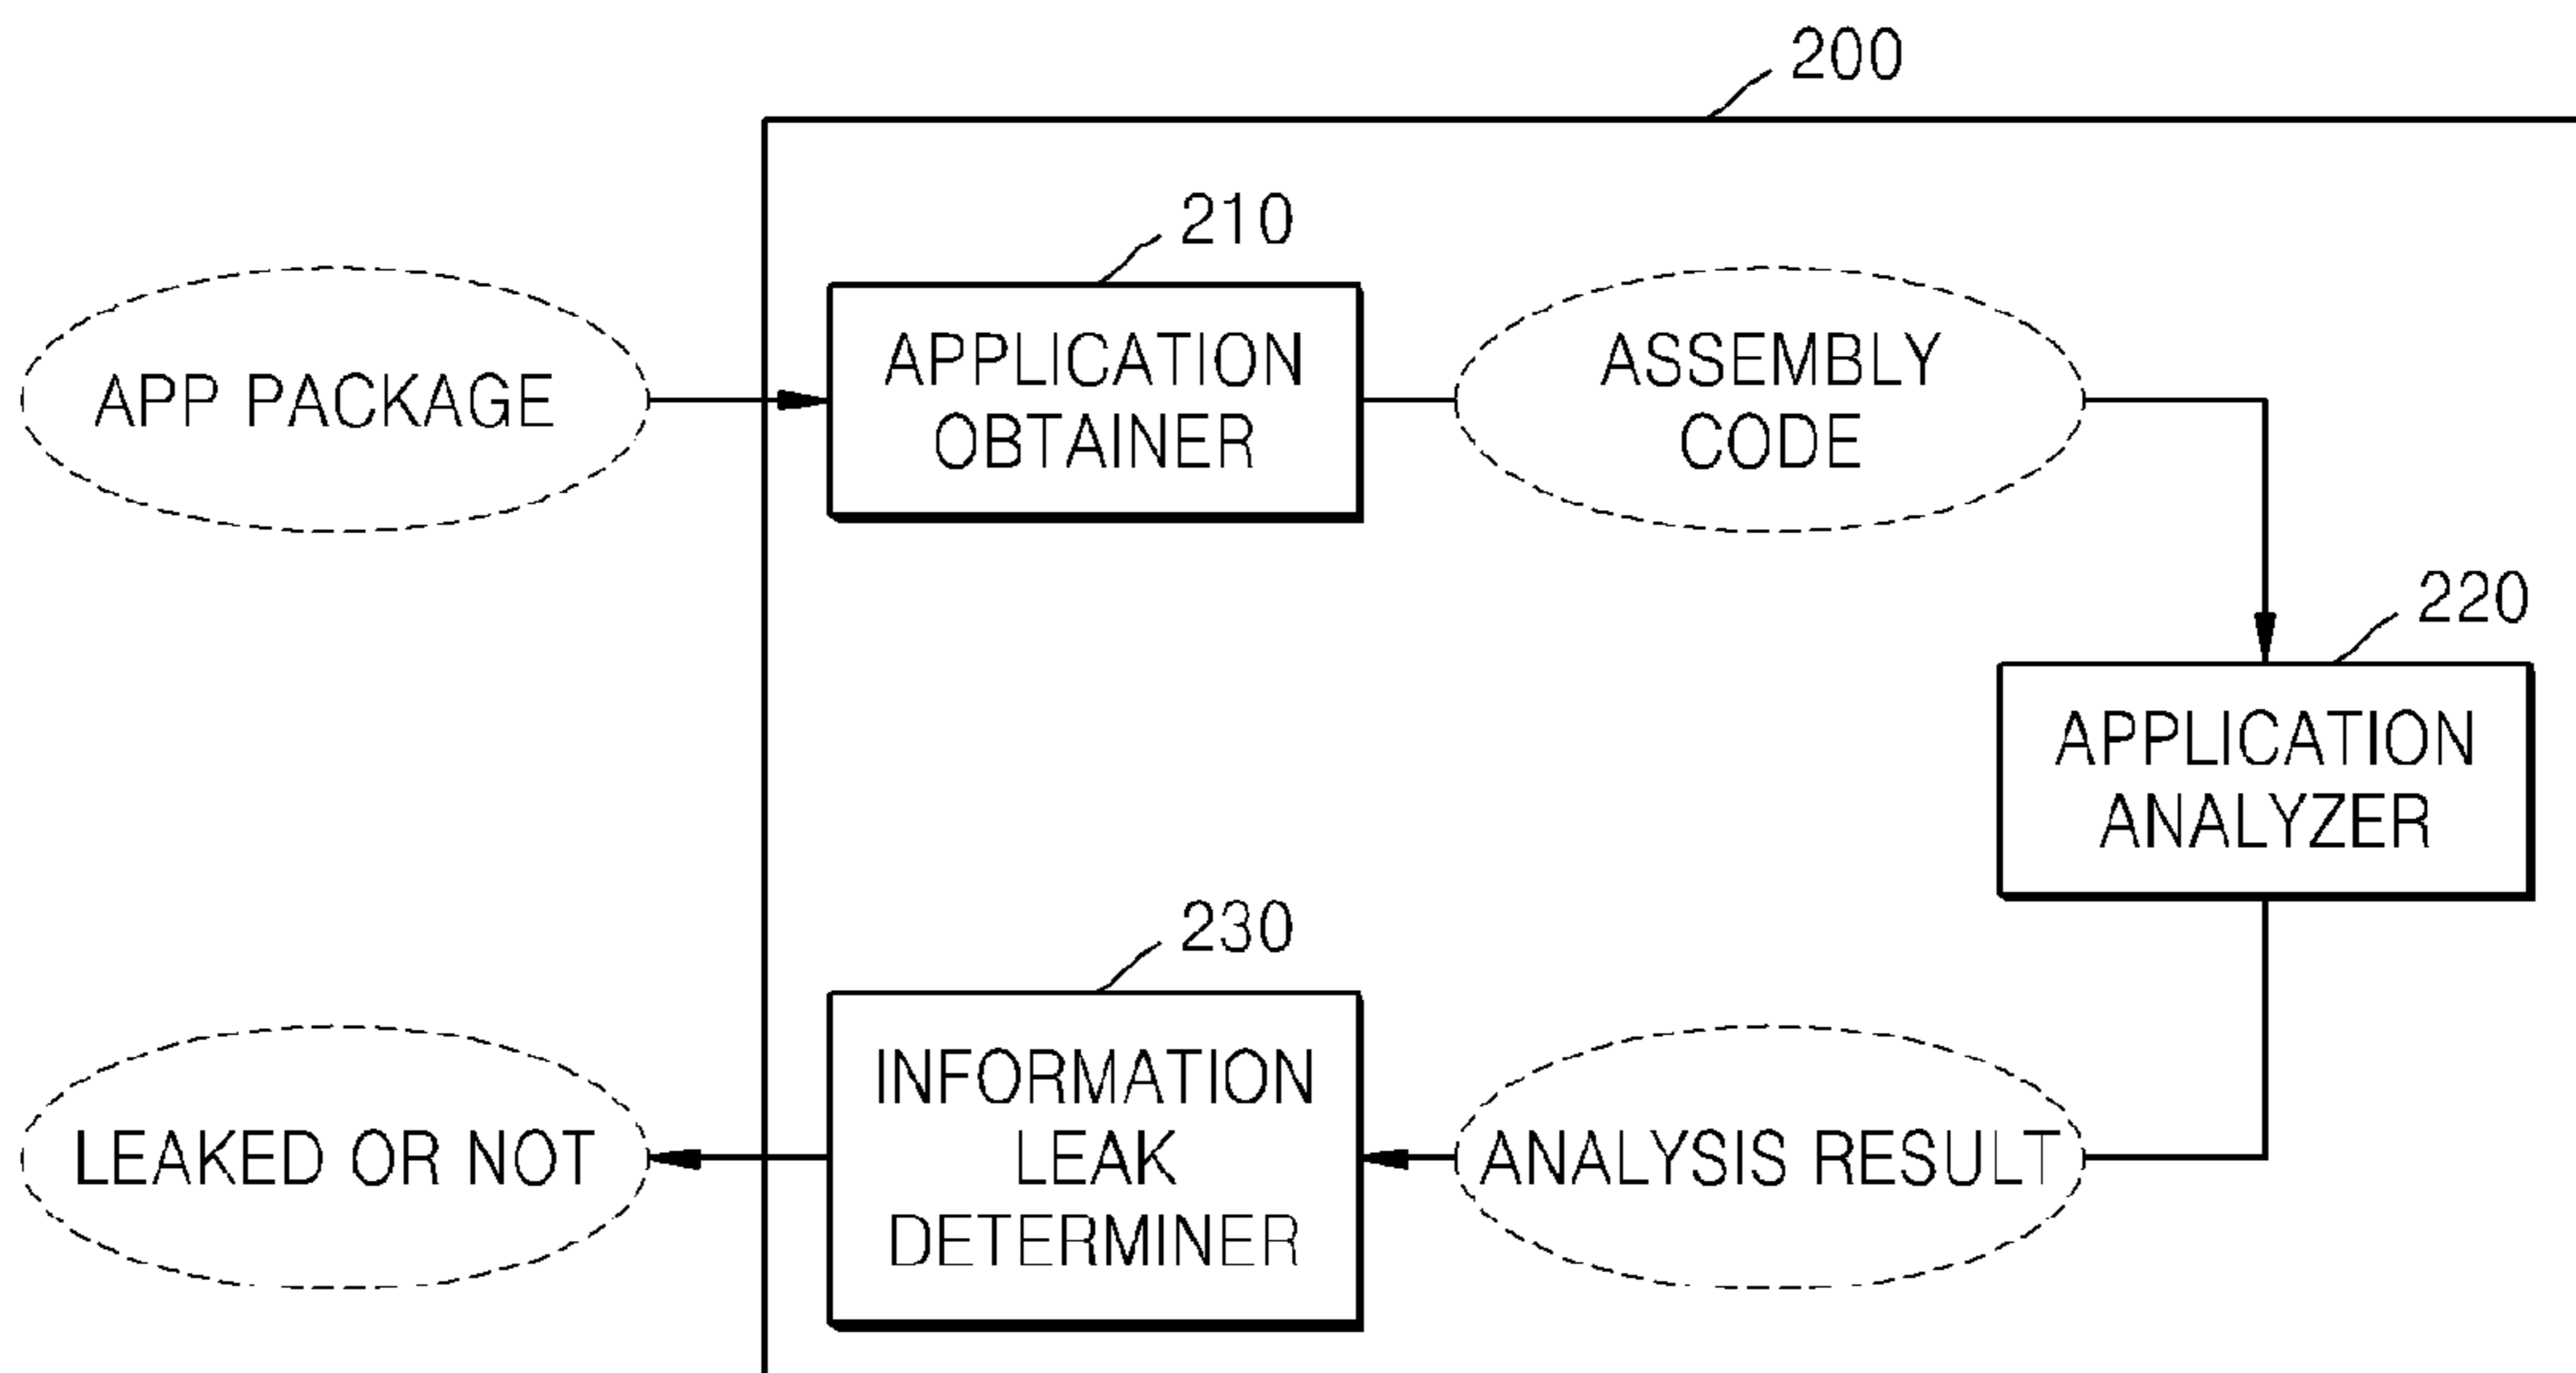 200
210
APP PACKAGE
APPLICATION
OBTAINER
ASSEMBLY
CODE
220
APPLICATION
ANALYZER
230
LEAKED OR NOT
INFORMATION
LEAK
DETERMINER
ANALYSIS RESULT